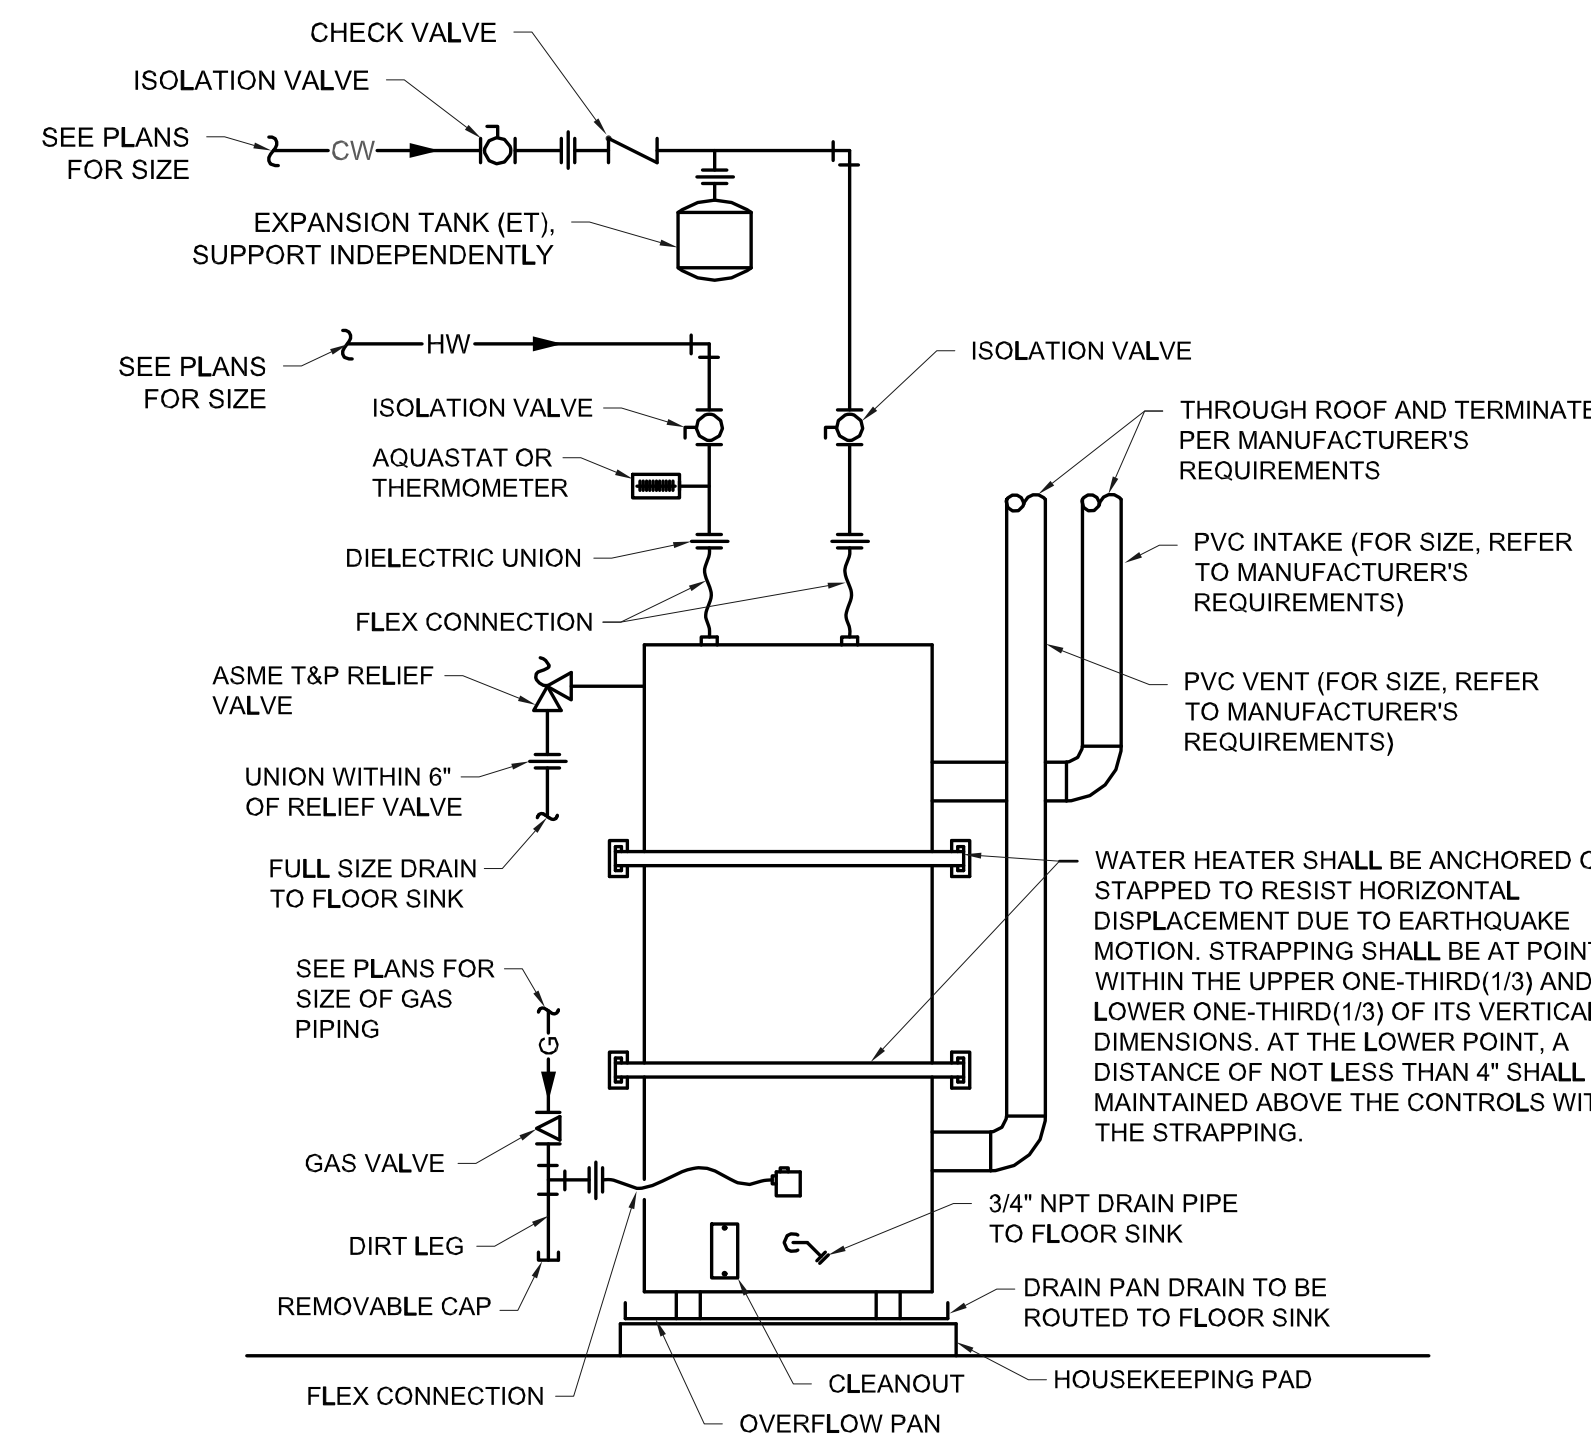 CHECK VALVE
ISOLATION VALVE
SEE PLANS
FOR SIZE
CW
EXPANSION TANK (ET),
SUPPORT INDEPENDENTLY
HW
SEE PLANS
FOR SIZE
ISOLATION VALVE
ISOLATION VALVE
AQUASTAT OR
THERMOMETER
THROUGH ROOF AND TERMINATE
PER MANUFACTURER'S
REQUIREMENTS
DIELECTRIC UNION
PVC INTAKE (FOR SIZE, REFER
TO MANUFACTURER'S
REQUIREMENTS)
FLEX CONNECTION
ASME T&P RELIEF
VALVE
PVC VENT (FOR SIZE, REFER
TO MANUFACTURER'S
REQUIREMENTS)
UNION WITHIN 6"
OF RELIEF VALVE
FULL SIZE DRAIN
TO FLOOR SINK
WATER HEATER SHALL BE ANCHORED
STAPPED TO RESIST HORIZONTAL
DISPLACEMENT DUE TO EARTHQUAKE
MOTION. STRAPPING SHALL BE AT POINT
WITHIN THE UPPER ONE-THIRD(1/3) AND
LOWER ONE-THIRD(1/3) OF ITS VERTICAL
DIMENSIONS. AT THE LOWER POINT, A
DISTANCE OF NOT LESS THAN 4" SHALL
MAINTAINED ABOVE THE CONTROLS WIT
THE STRAPPING.
SEE PLANS FOR
SIZE OF GAS
PIPING
G
GAS VALVE
DIRT LEG
REMOVABLE CAP
3/4" NPT DRAIN PIPE
TO FLOOR SINK
DRAIN PAN DRAIN TO BE
ROUTED TO FLOOR SINK
HOUSEKEEPING PAD
CLEANOUT
FLEX CONNECTION
OVERFLOW PAN